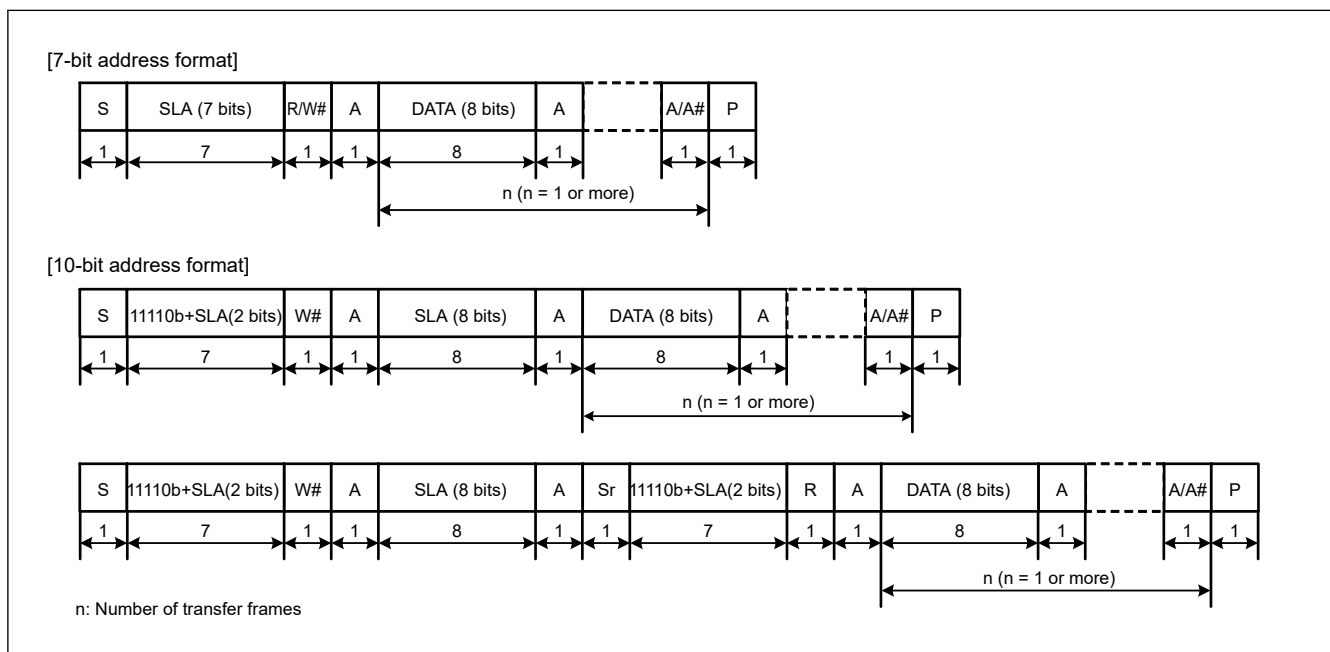 [7-bit address format]
S SLA (7 bits) R/W# A DATA (8 bits) A A/A# P
1 7 1 1 8 1 1 1
n (n = 1 or more)
[10-bit address format]
S 11110b+SLA(2 bits) W# A SLA (8 bits) A DATA (8 bits) A A/A# P
1 7 1 1 8 1 8 1 1 1
n (n = 1 or more)
S 11110b+SLA(2 bits) W# A SLA (8 bits) A Sr 11110b+SLA(2 bits) R A DATA (8 bits) A A/A# P
1 7 1 1 8 1 1 7 1 1 8 1 1 1
n (n = 1 or more)
n: Number of transfer frames